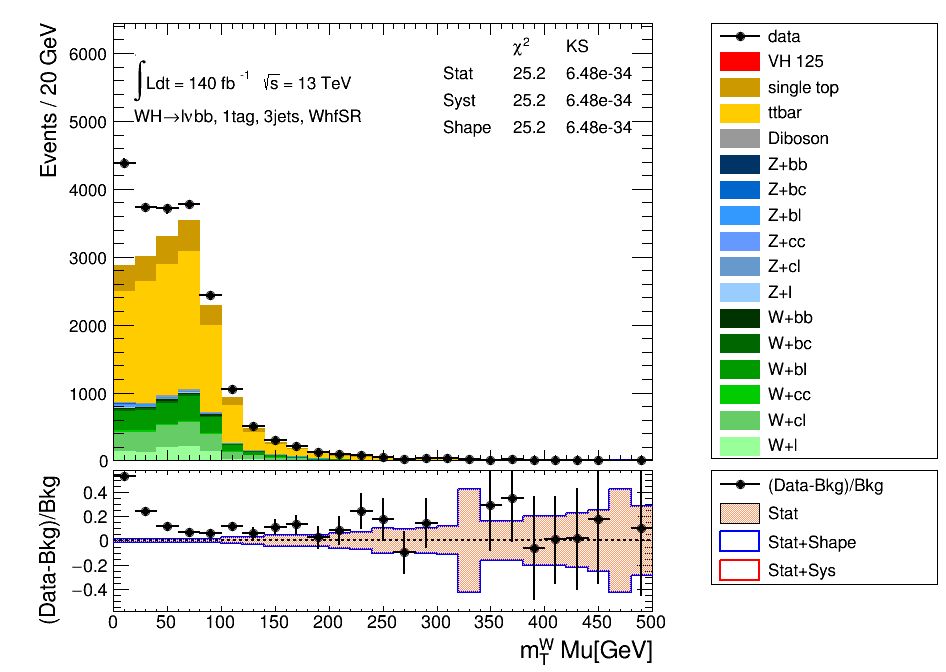 Events / 20 GeV
6000
5000
4000
3000
2000
1000
0
∫Ldt = 140 fb⁻¹ √s = 13 TeV
WH→lνbb, 1tag, 3jets, WhfSR
χ² KS
Stat 25.2 6.48e-34
Syst 25.2 6.48e-34
Shape 25.2 6.48e-34
data
VH 125
single top
ttbar
Diboson
Z+bb
Z+bc
Z+bl
Z+cc
Z+cl
Z+l
W+bb
W+bc
W+bl
W+cc
W+cl
W+l
(Data-Bkg)/Bkg
0.4
0.2
0
−0.2
−0.4
0 50 100 150 200 250 300 350 400 450 500
m_T^W Mu[GeV]
(Data-Bkg)/Bkg
Stat
Stat+Shape
Stat+Sys